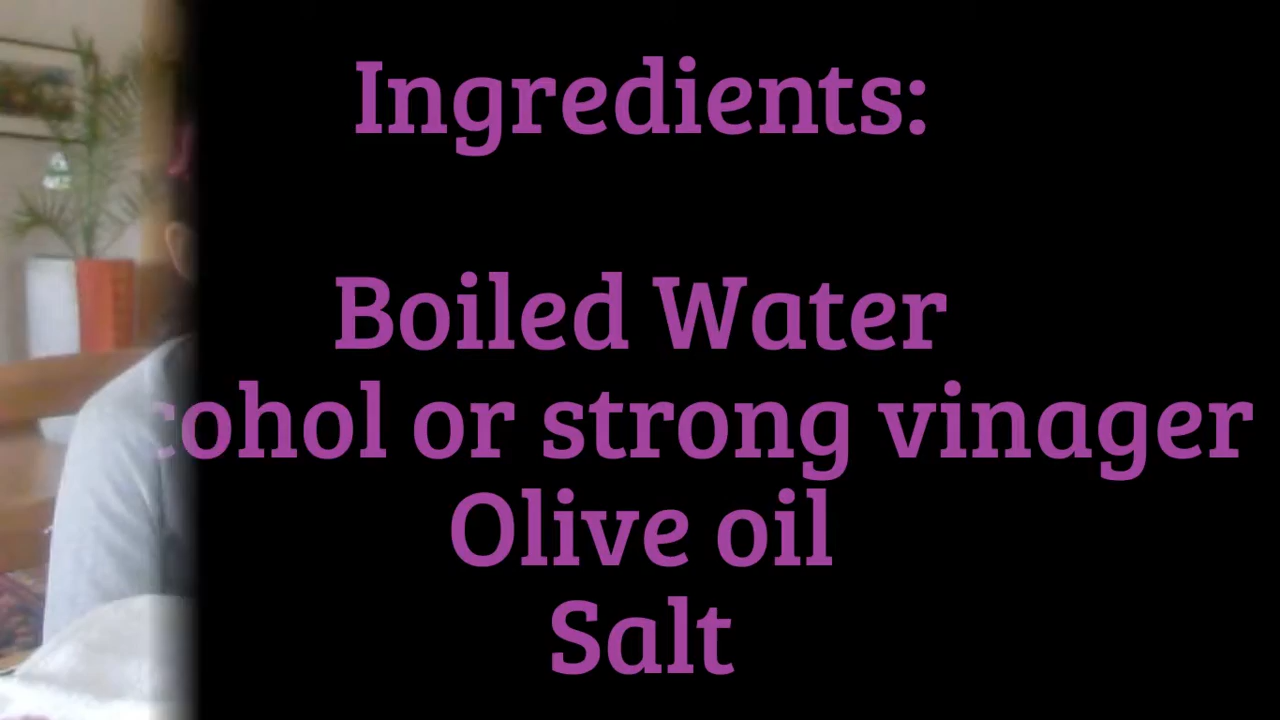 Ingredients:
Boiled Water
cohol or strong vinager
Olive oil
Salt